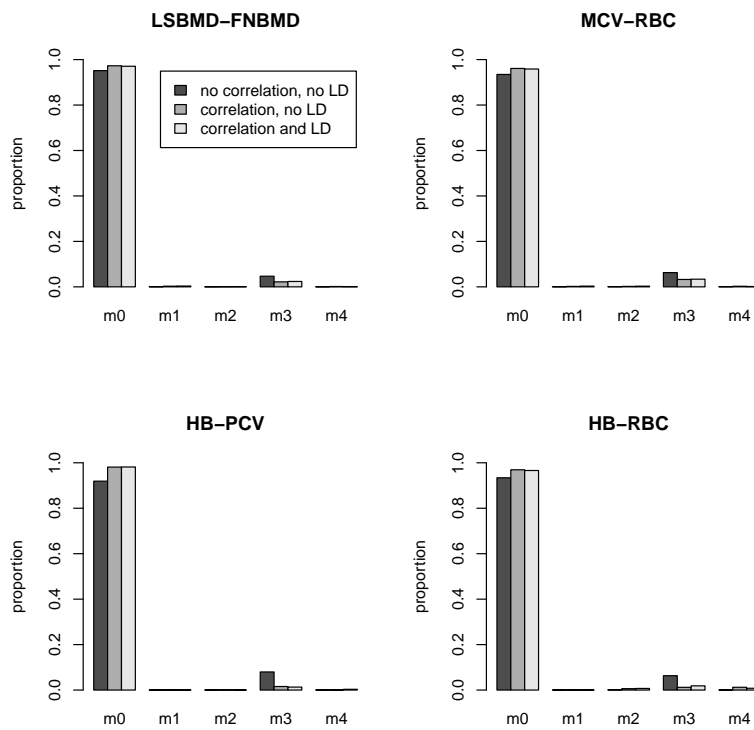 LSBMD−FNBMD
proportion
0.0 0.2 0.4 0.6 0.8 1.0
no correlation, no LD
correlation, no LD
correlation and LD
m0 m1 m2 m3 m4
MCV−RBC
proportion
0.0 0.2 0.4 0.6 0.8 1.0
m0 m1 m2 m3 m4
HB−PCV
proportion
0.0 0.2 0.4 0.6 0.8 1.0
m0 m1 m2 m3 m4
HB−RBC
proportion
0.0 0.2 0.4 0.6 0.8 1.0
m0 m1 m2 m3 m4